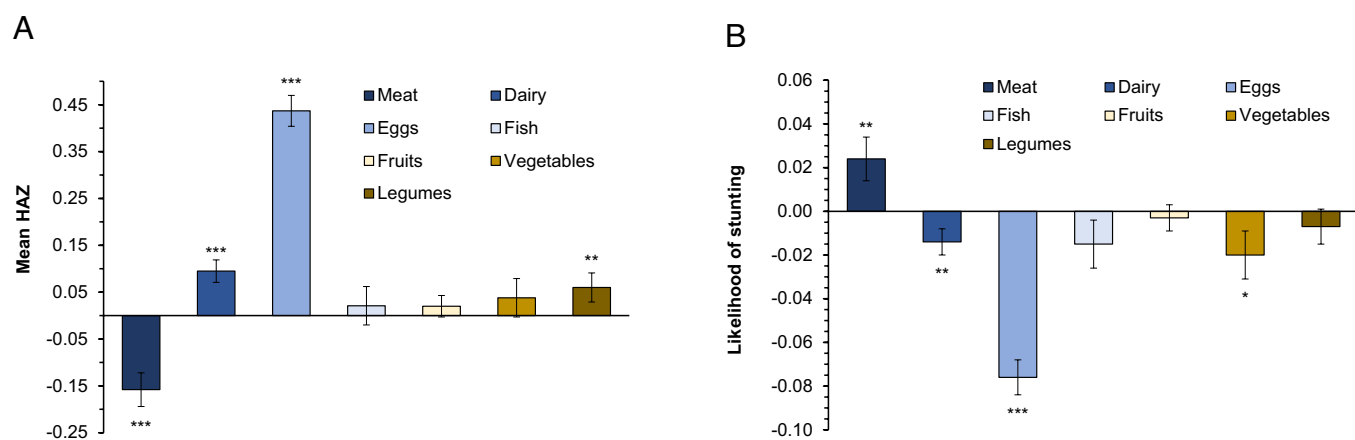 A
Mean HAZ
0.45
0.35
0.25
0.15
0.05
-0.05
-0.15
-0.25
Meat Dairy
Eggs Fish
Fruits Vegetables
Legumes
***
***
***
**
B
Likelihood of stunting
0.06
0.04
0.02
0.00
-0.02
-0.04
-0.06
-0.08
-0.10
Meat Dairy Eggs
Fish Fruits Vegetables
Legumes
**
**
***
*